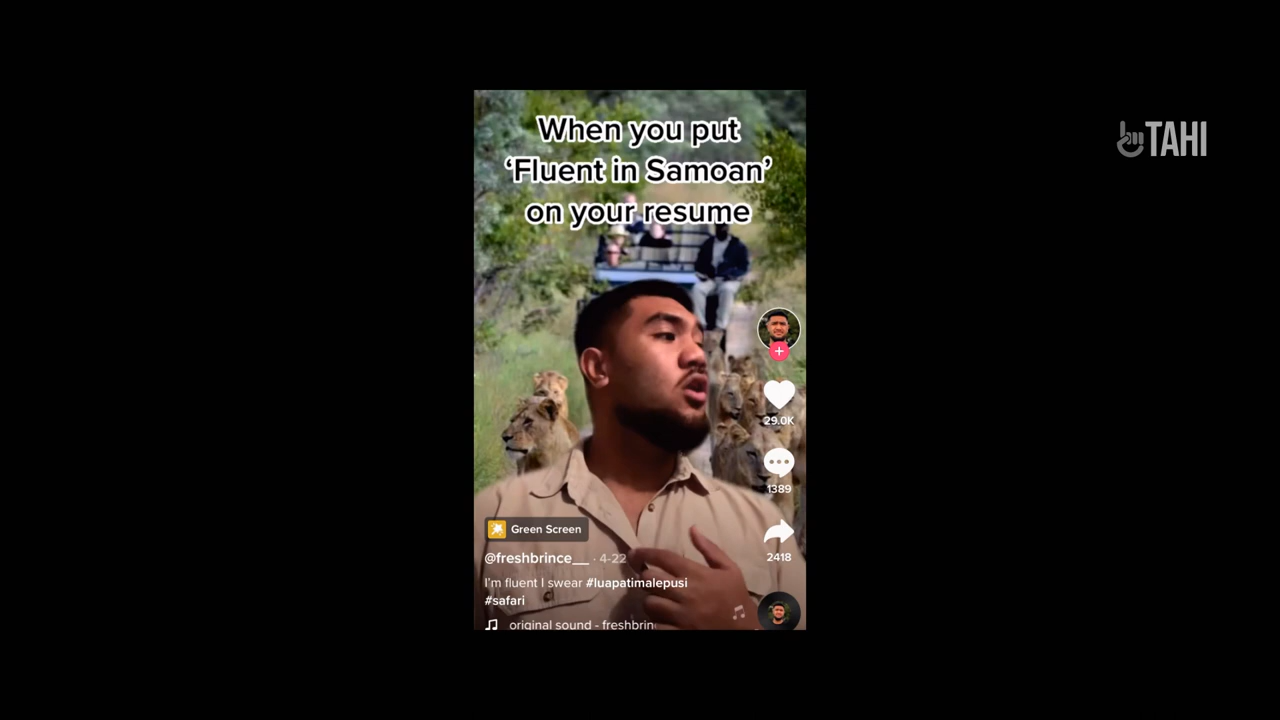 When you put
‘Fluent in Samoan’
on your resume
TAHI
29.0K
1389
2418
Green Screen
@freshbrince__ · 4-22
I’m fluent I swear #luapatimalepusi
#safari
original sound - freshbrin